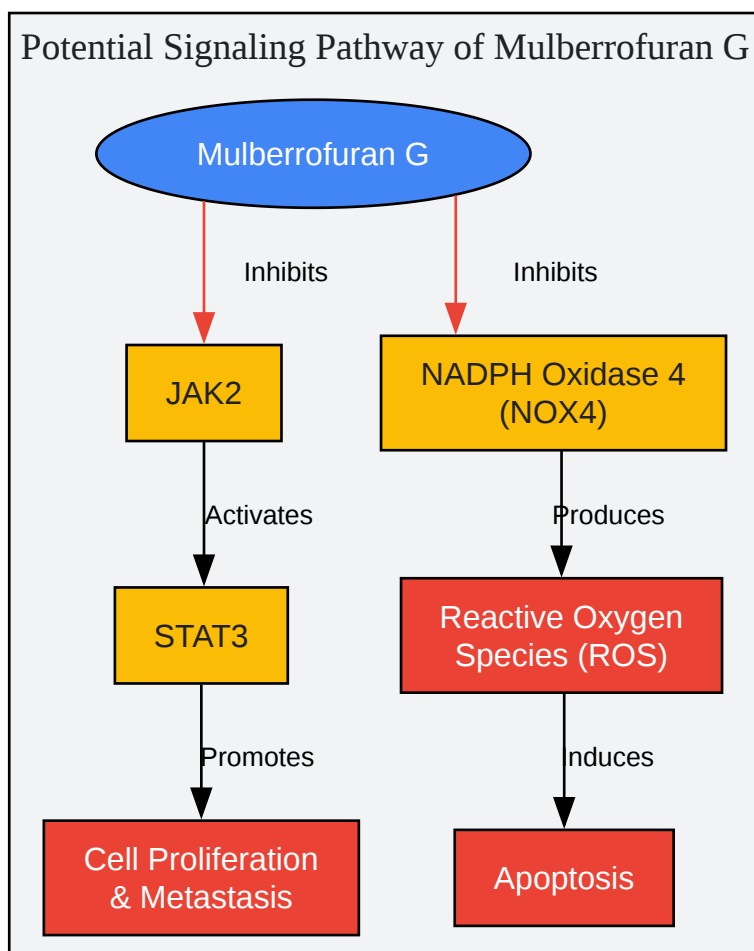 Potential Signaling Pathway of Mulberrofuran G
Mulberrofuran G
Inhibits
Inhibits
JAK2
NADPH Oxidase 4
(NOX4)
Activates
Produces
STAT3
Reactive Oxygen
Species (ROS)
Promotes
Induces
Cell Proliferation
& Metastasis
Apoptosis